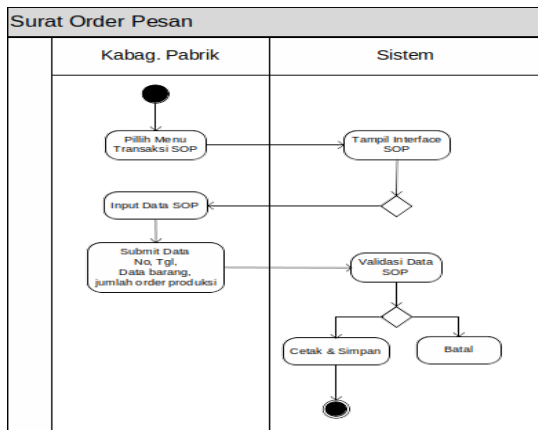 Surat Order Pesan
Kabag. Pabrik
Sistem
Pillih Menu
Transaksi SOP
Tampil Interface
SOP
Input Data SOP
Submit Data
No, Tgl,
Data barang,
jumlah order produksi
Validasi Data
SOP
Cetak & Simpan
Batal